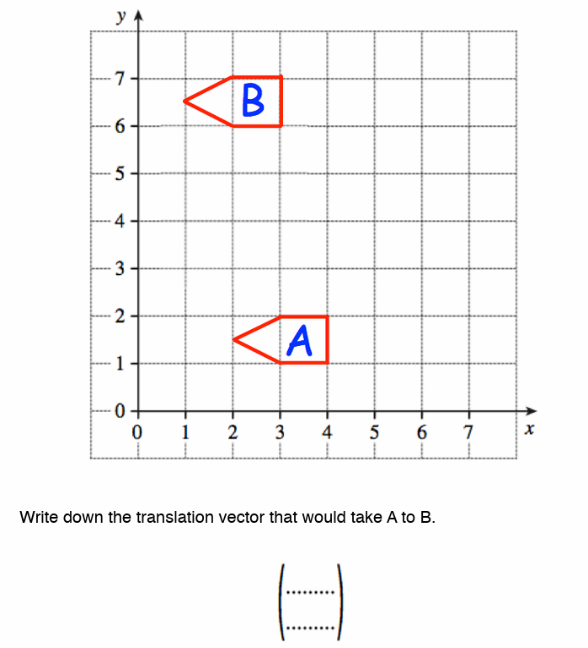 y
7
B
6
5
4
3
2
A
1
0
0 1 2 3 4 5 6 7 x
Write down the translation vector that would take A to B.
(.........
.........)